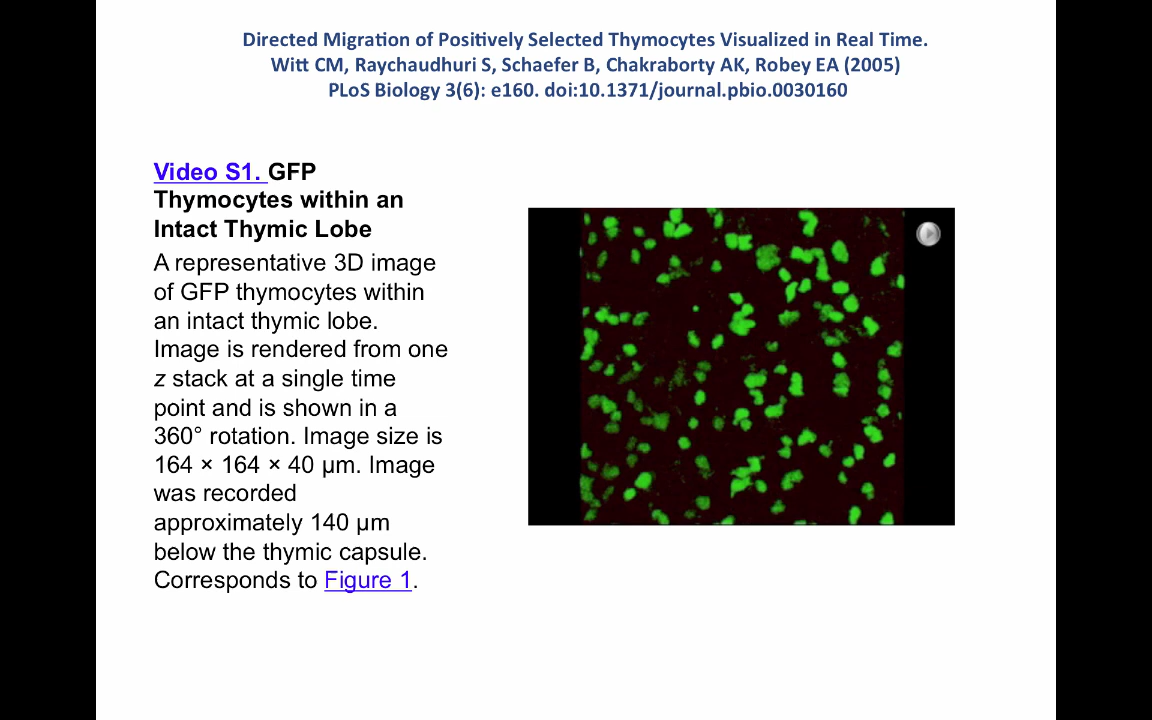 Directed Migration of Positively Selected Thymocytes Visualized in Real Time.
Witt CM, Raychaudhuri S, Schaefer B, Chakraborty AK, Robey EA (2005)
PLoS Biology 3(6): e160. doi:10.1371/journal.pbio.0030160
Video S1. GFP
Thymocytes within an
Intact Thymic Lobe
A representative 3D image
of GFP thymocytes within
an intact thymic lobe.
Image is rendered from one
z stack at a single time
point and is shown in a
360° rotation. Image size is
164 × 164 × 40 μm. Image
was recorded
approximately 140 μm
below the thymic capsule.
Corresponds to Figure 1.